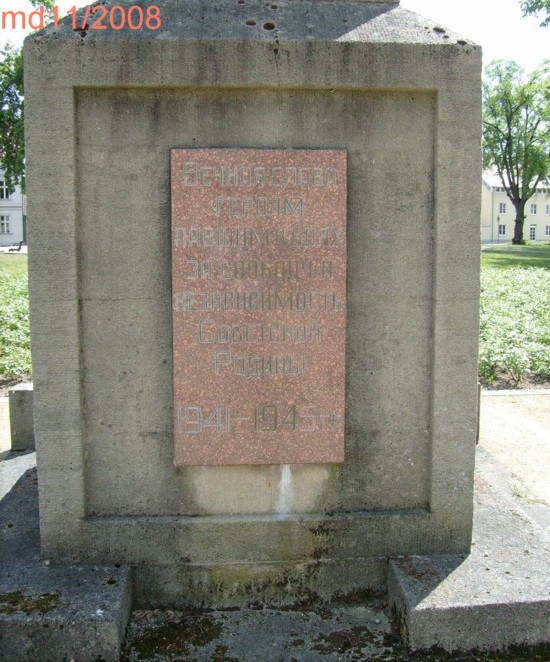 md11/2008
Вечная слава
героям
павшим в боях
за свободу и
независимость
Советской
Родины
1941-1945 гг.